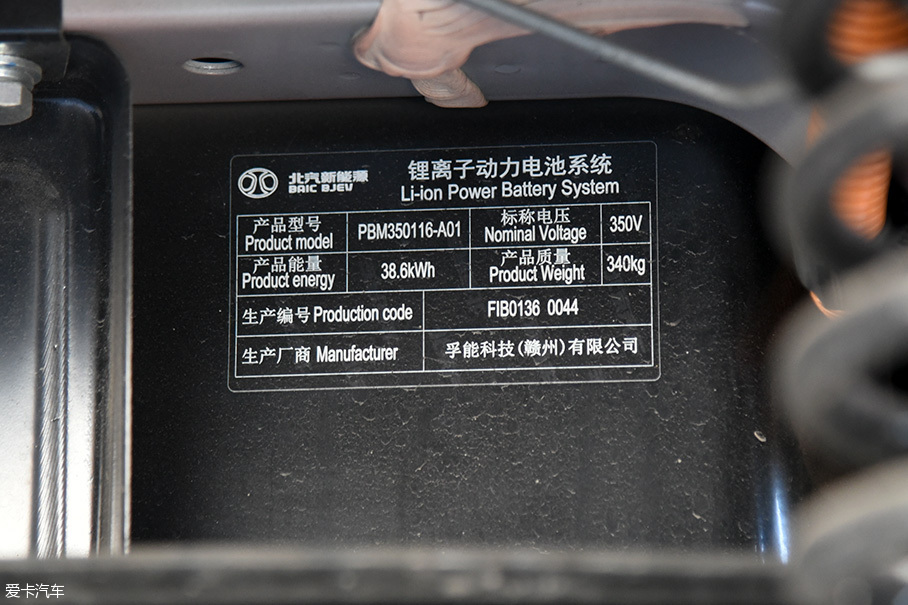 北汽新能源
BAIC BJEV
锂离子动力电池系统
Li-ion Power Battery System
产品型号
Product model
PBM350116-A01
标称电压
Nominal Voltage
350V
产品能量
Product energy
38.6kWh
产品质量
Product Weight
340kg
生产编号 Production code
FIB0136 0044
生产厂商 Manufacturer
孚能科技(赣州)有限公司
爱卡汽车